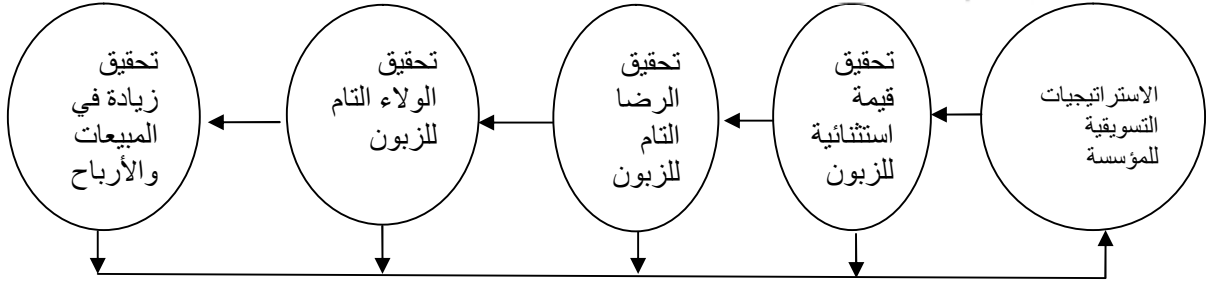 الاستراتيجيات
التسويقية
للمؤسسة
تحقيق
قيمة
استثنائية
للزبون
تحقيق
الرضا
التام
للزبون
تحقيق
الولاء التام
للزبون
تحقيق
زيادة في
المبيعات
والأرباح